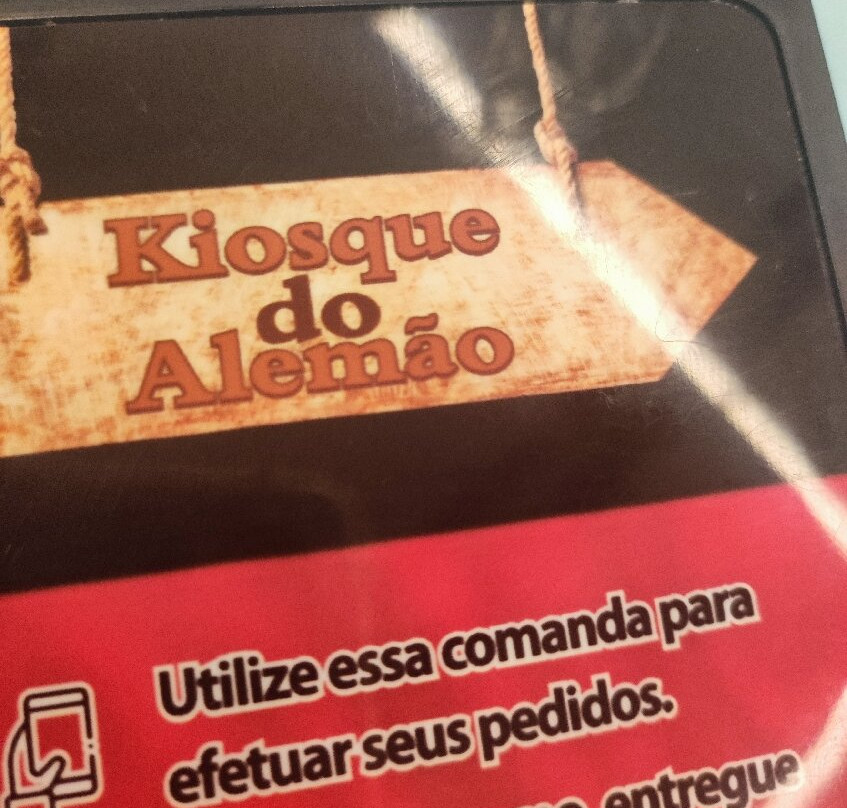 Kiosque
do
Alemão
Utilize essa comanda para
efetuar seus pedidos.
entregue